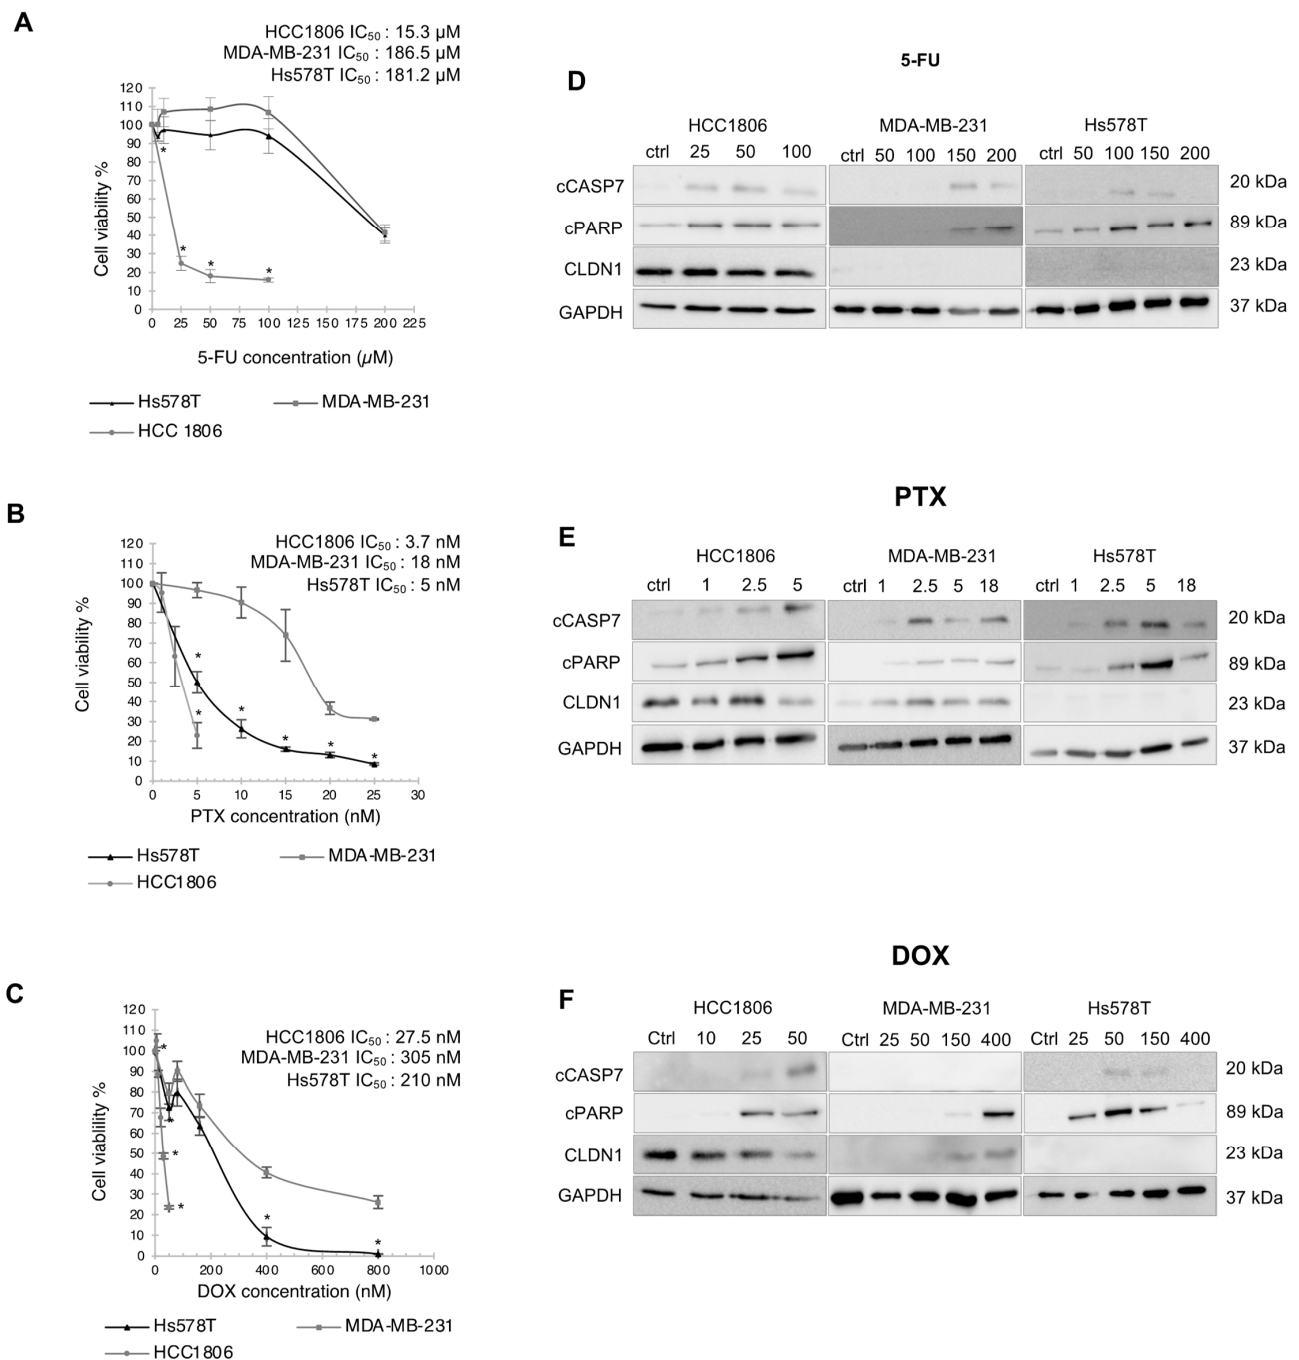 A
HCC1806 IC50 : 15.3 µM
MDA-MB-231 IC50 : 186.5 µM
Hs578T IC50 : 181.2 µM
120
110
100
90
80
70
60
50
40
30
20
10
0
Cell viability %
* * * *
0 25 50 75 100 125 150 175 200 225
5-FU concentration (µM)
Hs578T MDA-MB-231
HCC 1806
D
5-FU
HCC1806 MDA-MB-231 Hs578T
ctrl 25 50 100 ctrl 50 100 150 200 ctrl 50 100 150 200
cCASP7 20 kDa
cPARP 89 kDa
CLDN1 23 kDa
GAPDH 37 kDa
B
HCC1806 IC50 : 3.7 nM
MDA-MB-231 IC50 : 18 nM
Hs578T IC50 : 5 nM
120
110
100
90
80
70
60
50
40
30
20
10
0
Cell viability %
* * * * * *
0 5 10 15 20 25 30
PTX concentration (nM)
Hs578T MDA-MB-231
HCC1806
PTX
E
HCC1806 MDA-MB-231 Hs578T
ctrl 1 2.5 5 ctrl 1 2.5 5 18 ctrl 1 2.5 5 18
cCASP7 20 kDa
cPARP 89 kDa
CLDN1 23 kDa
GAPDH 37 kDa
C
HCC1806 IC50 : 27.5 nM
MDA-MB-231 IC50 : 305 nM
Hs578T IC50 : 210 nM
120
110
100
90
80
70
60
50
40
30
20
10
0
Cell viablility %
* * * * * *
0 200 400 600 800 1000
DOX concentration (nM)
Hs578T MDA-MB-231
HCC1806
DOX
F
HCC1806 MDA-MB-231 Hs578T
Ctrl 10 25 50 Ctrl 25 50 150 400 Ctrl 25 50 150 400
cCASP7 20 kDa
cPARP 89 kDa
CLDN1 23 kDa
GAPDH 37 kDa